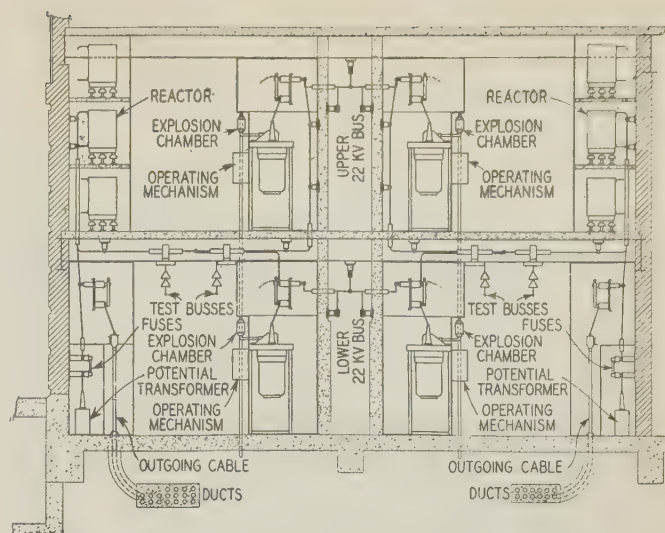 REACTOR
EXPLOSION
CHAMBER
OPERATING
MECHANISM
UPPER
22 KV BUS
REACTOR
EXPLOSION
CHAMBER
OPERATING
MECHANISM
TEST BUSSES
FUSES
EXPLOSION
CHAMBER
POTENTIAL
TRANSFORMER
OPERATING
MECHANISM
OUTGOING CABLE
DUCTS
LOWER
22 KV BUS
TEST BUSSES
FUSES
EXPLOSION
CHAMBER
POTENTIAL
TRANSFORMER
OPERATING
MECHANISM
OUTGOING CABLE
DUCTS